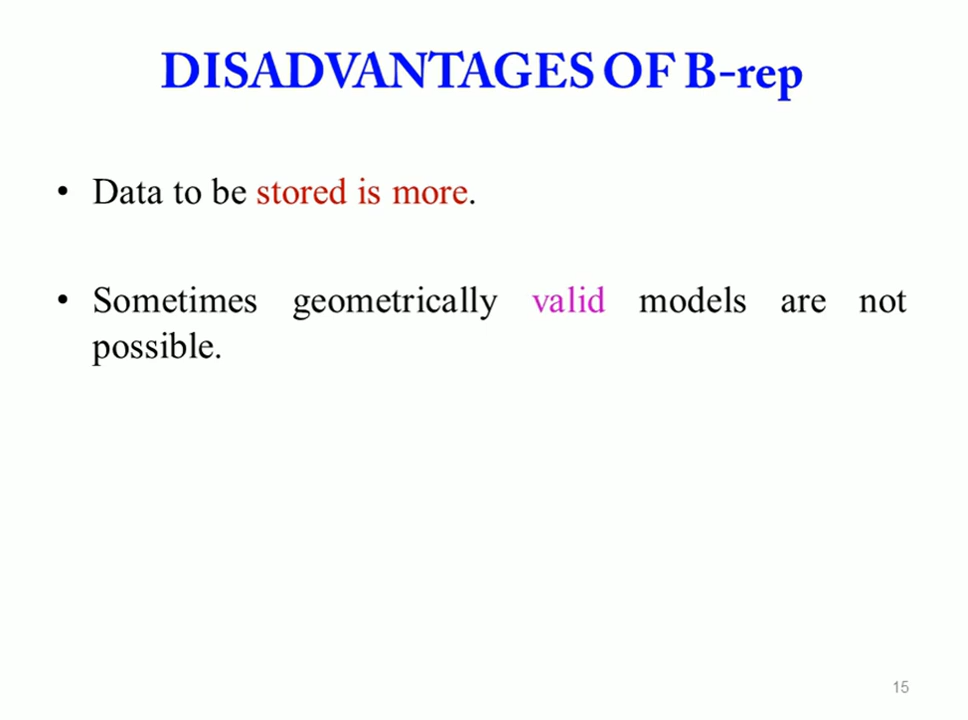 DISADVANTAGES OF B-rep
• Data to be stored is more.
• Sometimes geometrically valid models are not
possible.
15